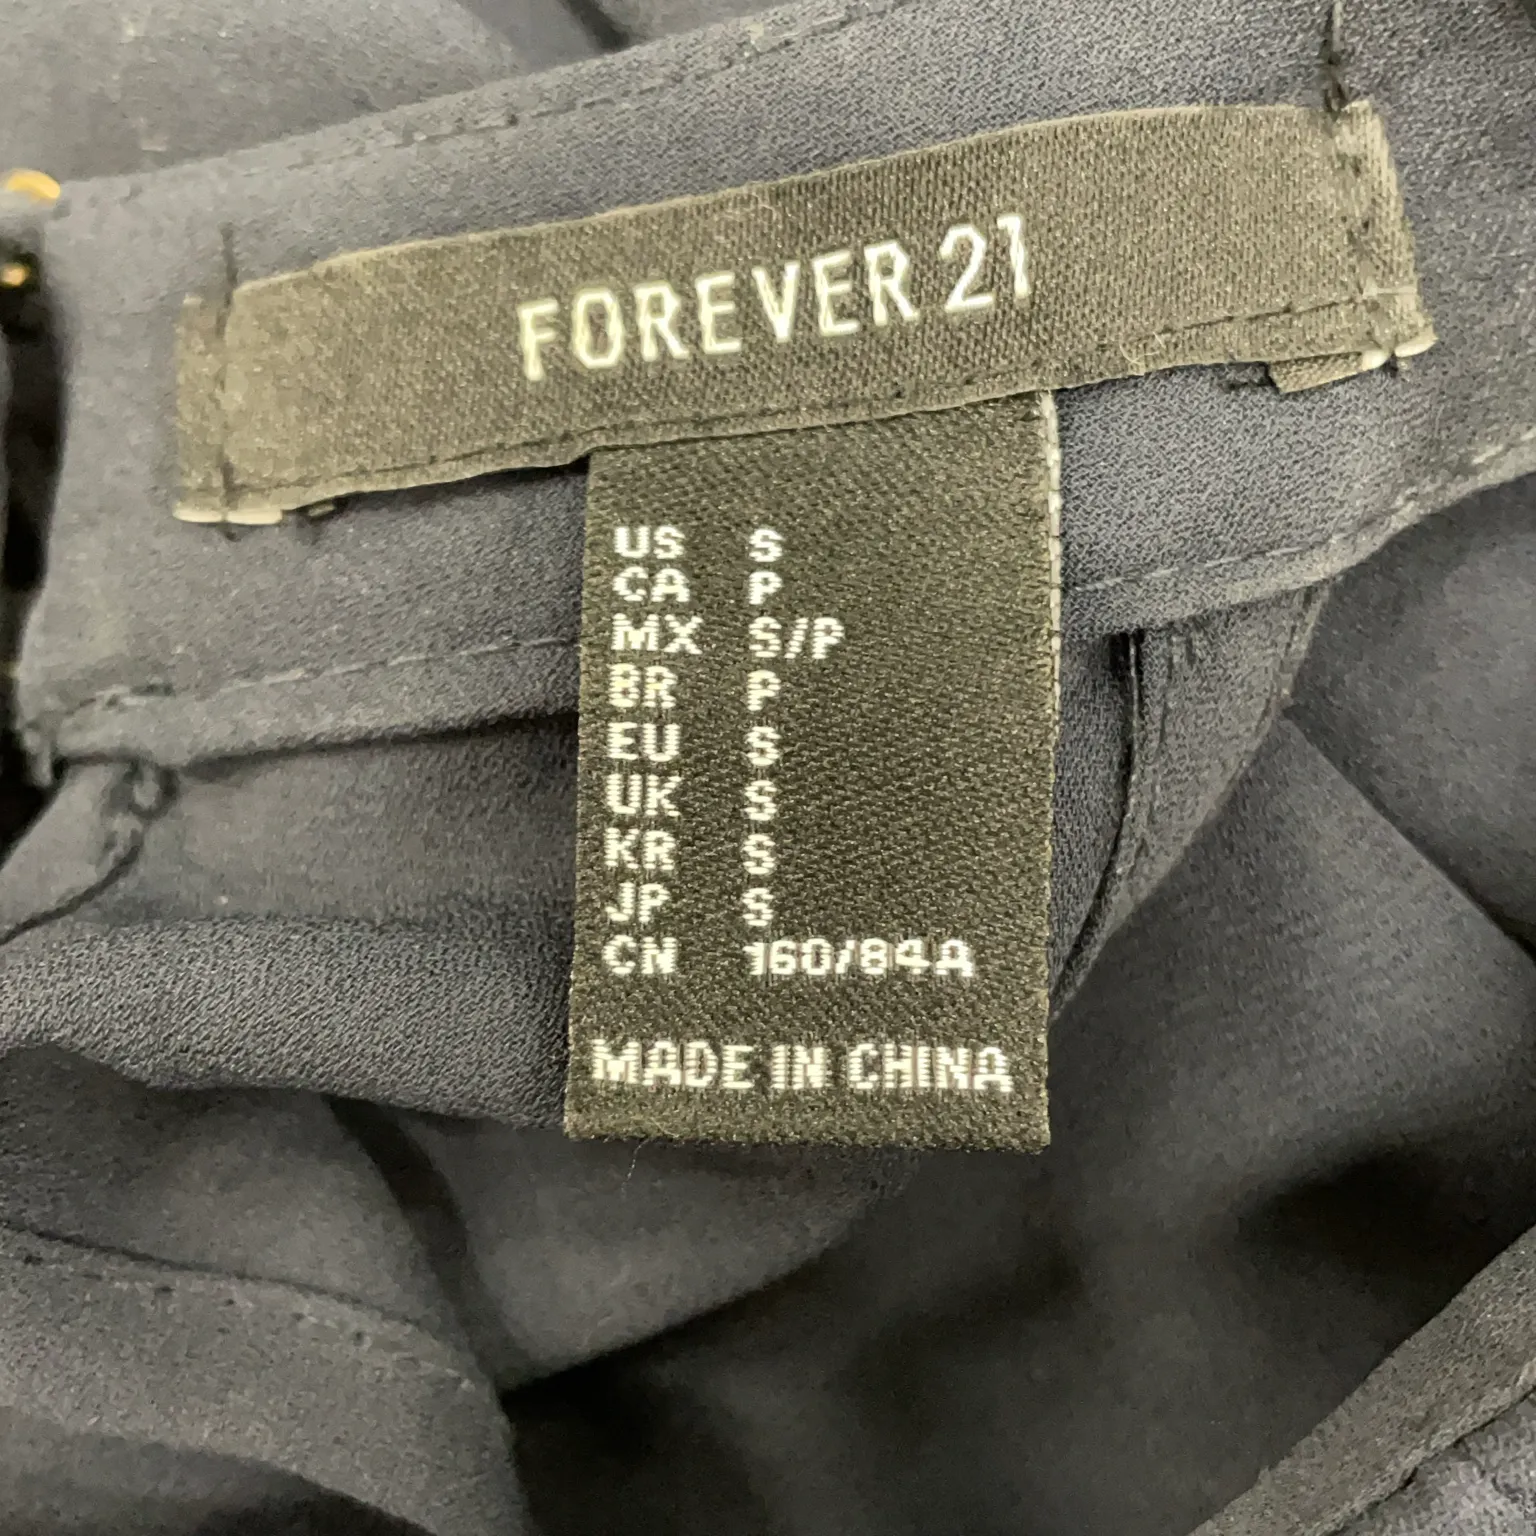 FOREVER 21
US S
CA P
MX S/P
BR P
EU S
UK S
KR S
JP S
CN 160/84A
MADE IN CHINA